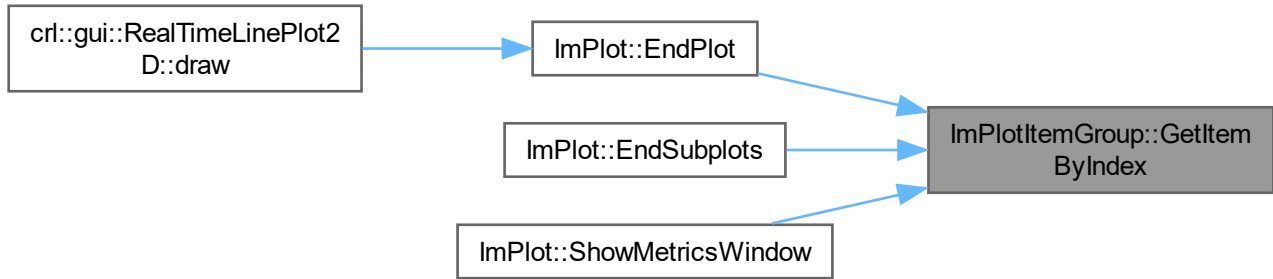 crl::gui::RealTimeLinePlot2
D::draw
ImPlot::EndPlot
ImPlot::EndSubplots
ImPlot::ShowMetricsWindow
ImPlotItemGroup::GetItem
ByIndex